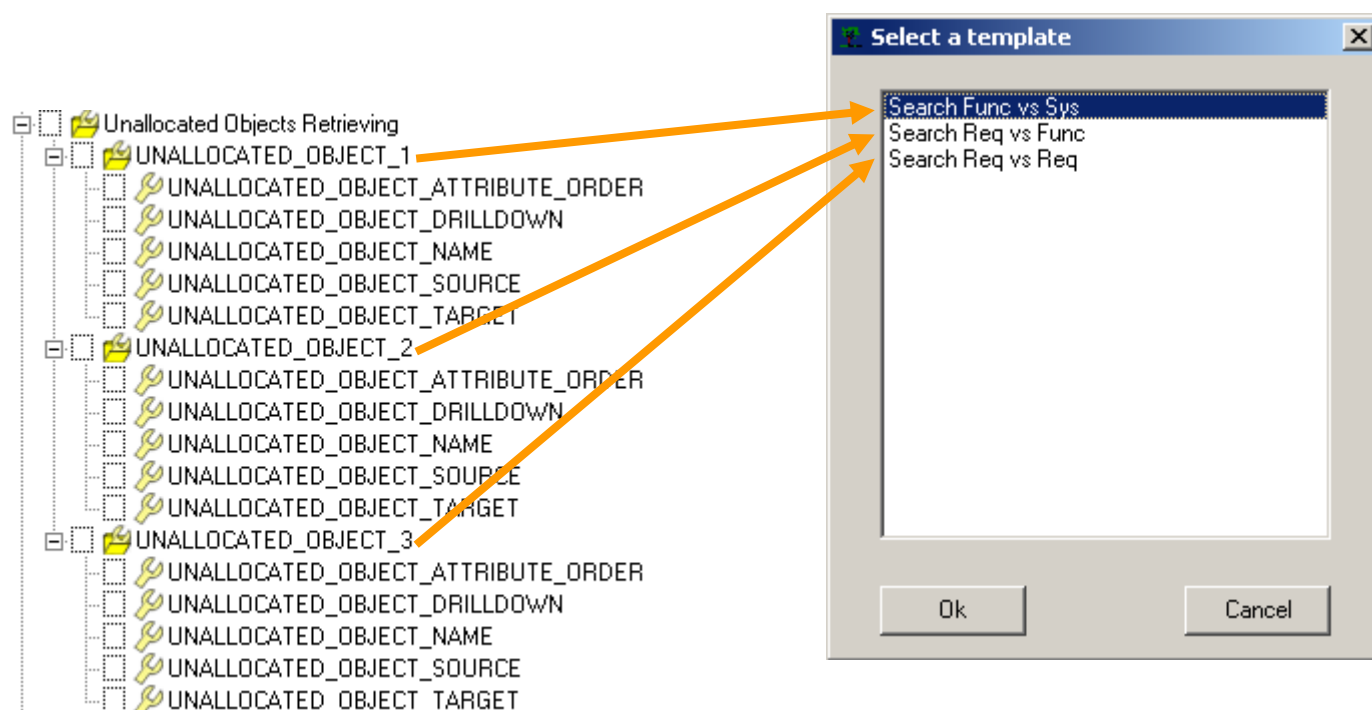 Unallocated Objects Retrieving
UNALLOCATED_OBJECT_1
UNALLOCATED_OBJECT_ATTRIBUTE_ORDER
UNALLOCATED_OBJECT_DRILLDOWN
UNALLOCATED_OBJECT_NAME
UNALLOCATED_OBJECT_SOURCE
UNALLOCATED_OBJECT_TARGET
UNALLOCATED_OBJECT_2
UNALLOCATED_OBJECT_ATTRIBUTE_ORDER
UNALLOCATED_OBJECT_DRILLDOWN
UNALLOCATED_OBJECT_NAME
UNALLOCATED_OBJECT_SOURCE
UNALLOCATED_OBJECT_TARGET
UNALLOCATED_OBJECT_3
UNALLOCATED_OBJECT_ATTRIBUTE_ORDER
UNALLOCATED_OBJECT_DRILLDOWN
UNALLOCATED_OBJECT_NAME
UNALLOCATED_OBJECT_SOURCE
UNALLOCATED_OBJECT_TARGET
Select a template
Search Func vs Sys
Search Req vs Func
Search Req vs Req
Ok
Cancel